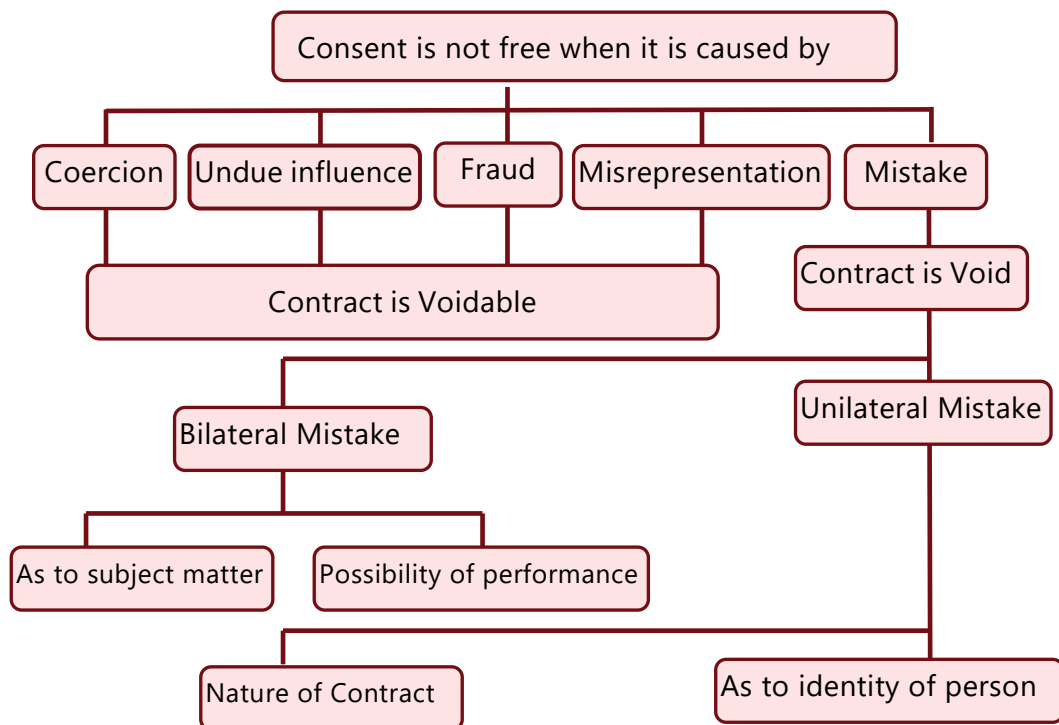 Consent is not free when it is caused by
Coercion
Undue influence
Fraud
Misrepresentation
Mistake
Contract is Voidable
Contract is Void
Bilateral Mistake
Unilateral Mistake
As to subject matter
Possibility of performance
Nature of Contract
As to identity of person